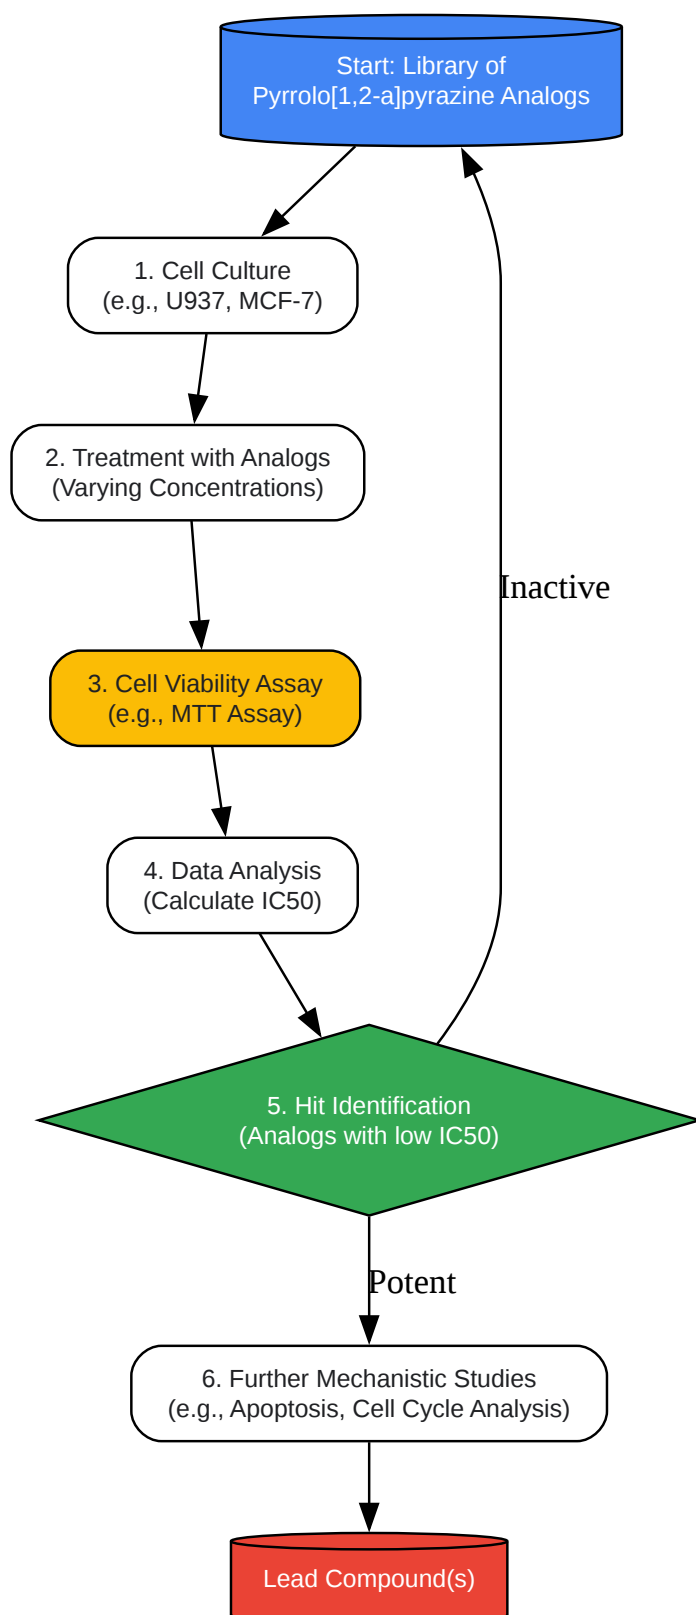 Start: Library of
Pyrrolo[1,2-a]pyrazine Analogs
1. Cell Culture
(e.g., U937, MCF-7)
2. Treatment with Analogs
(Varying Concentrations)
Inactive
3. Cell Viability Assay
(e.g., MTT Assay)
4. Data Analysis
(Calculate IC50)
5. Hit Identification
(Analogs with low IC50)
Potent
6. Further Mechanistic Studies
(e.g., Apoptosis, Cell Cycle Analysis)
Lead Compound(s)